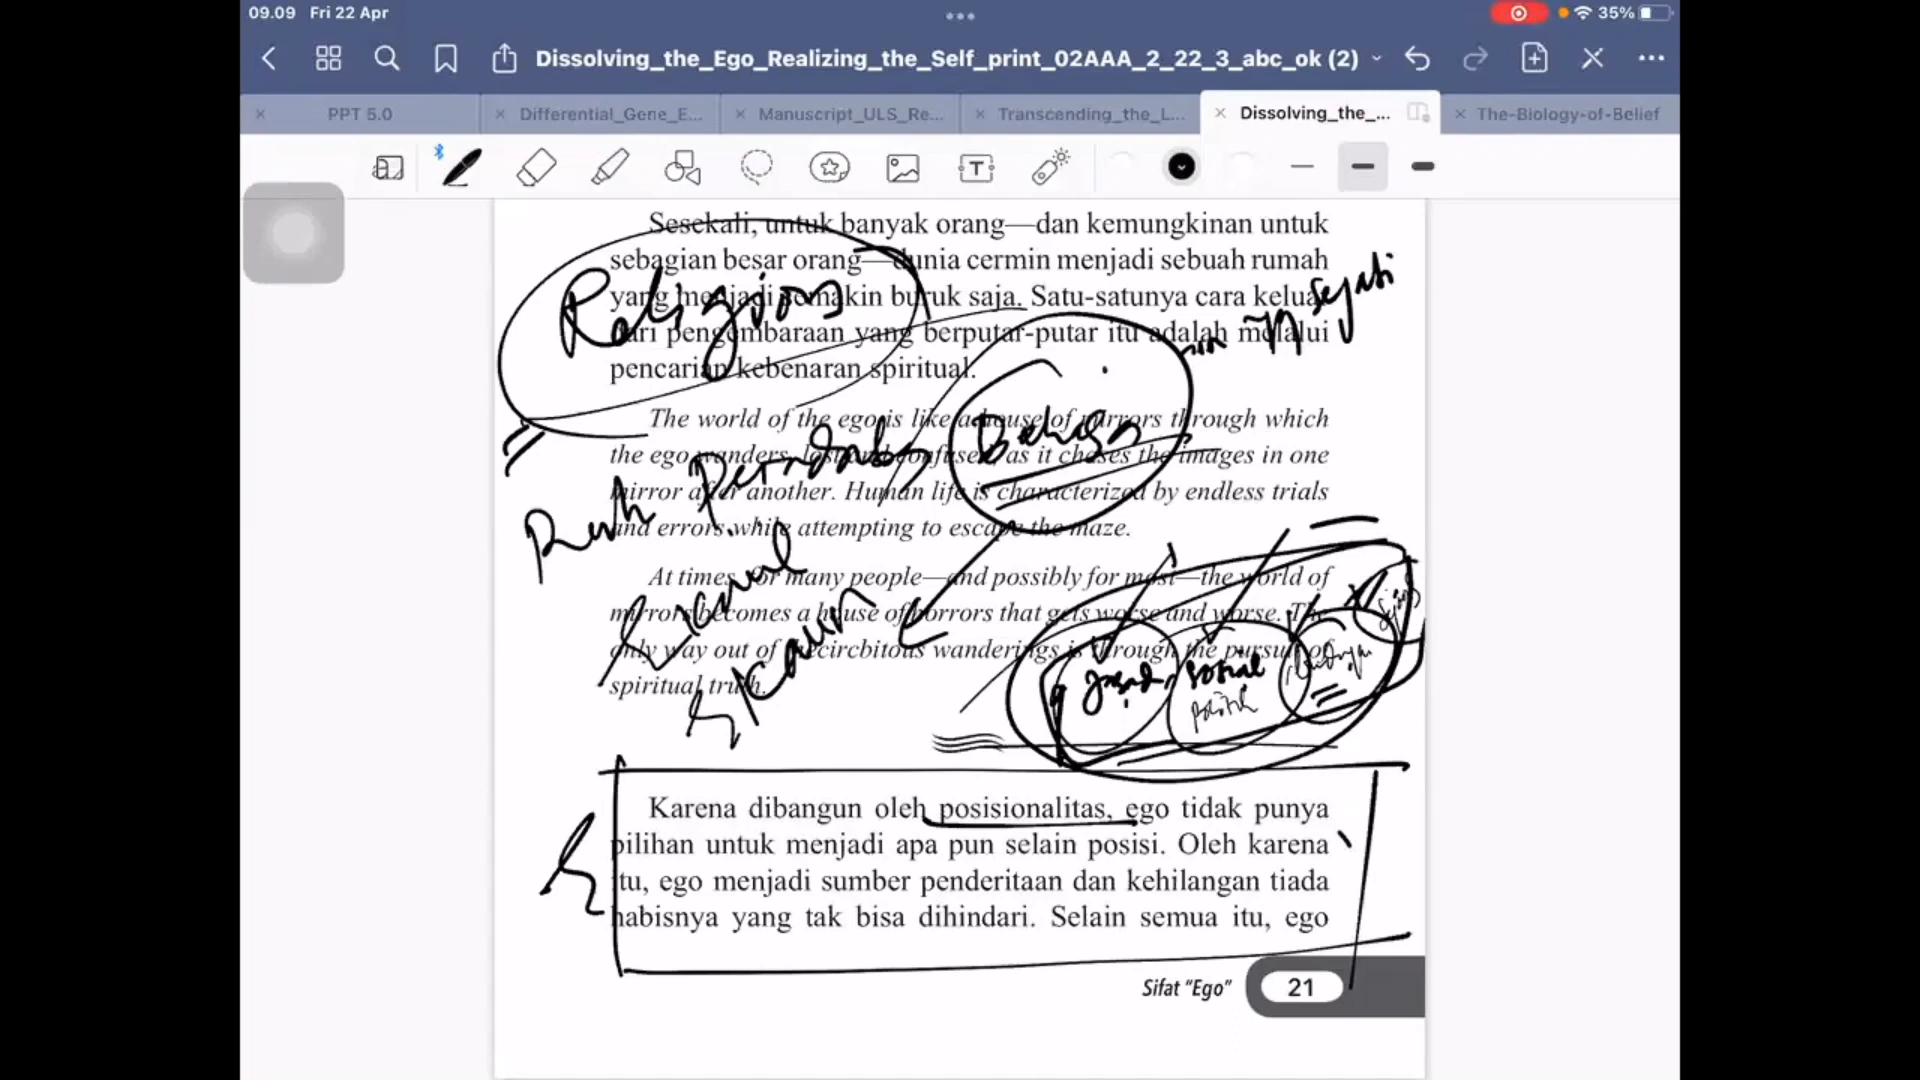 09.09 Fri 22 Apr
35%
Dissolving_the_Ego_Realizing_the_Self_print_02AAA_2_22_3_abc_ok (2)
PPT 5.0
Differential_Gene_E...
Manuscript_ULS_Re...
Transcending_the_L...
Dissolving_the_...
The-Biology-of-Belief
Sesekali, untuk banyak orang—dan kemungkinan untuk
sebagian besar orang—dunia cermin menjadi sebuah rumah
yang menjadi semakin buruk saja. Satu-satunya cara keluar
dari pengembaraan yang berputar-putar itu adalah melalui
pencarian kebenaran spiritual.
Religions
sejati
The world of the ego is like a house of mirrors through which
the ego wanders, lost and confused, as it chases the images in one
mirror after another. Human life is characterized by endless trials
and errors while attempting to escape the maze.
Bahagia
At times, for many people—and possibly for most—the world of
mirrors becomes a house of horrors that gets worse and worse. The
only way out of the circbitous wanderings is through the pursuit of
spiritual truth.
sosial
politik
Karena dibangun oleh posisionalitas, ego tidak punya
pilihan untuk menjadi apa pun selain posisi. Oleh karena
itu, ego menjadi sumber penderitaan dan kehilangan tiada
habisnya yang tak bisa dihindari. Selain semua itu, ego
Sifat "Ego" 21